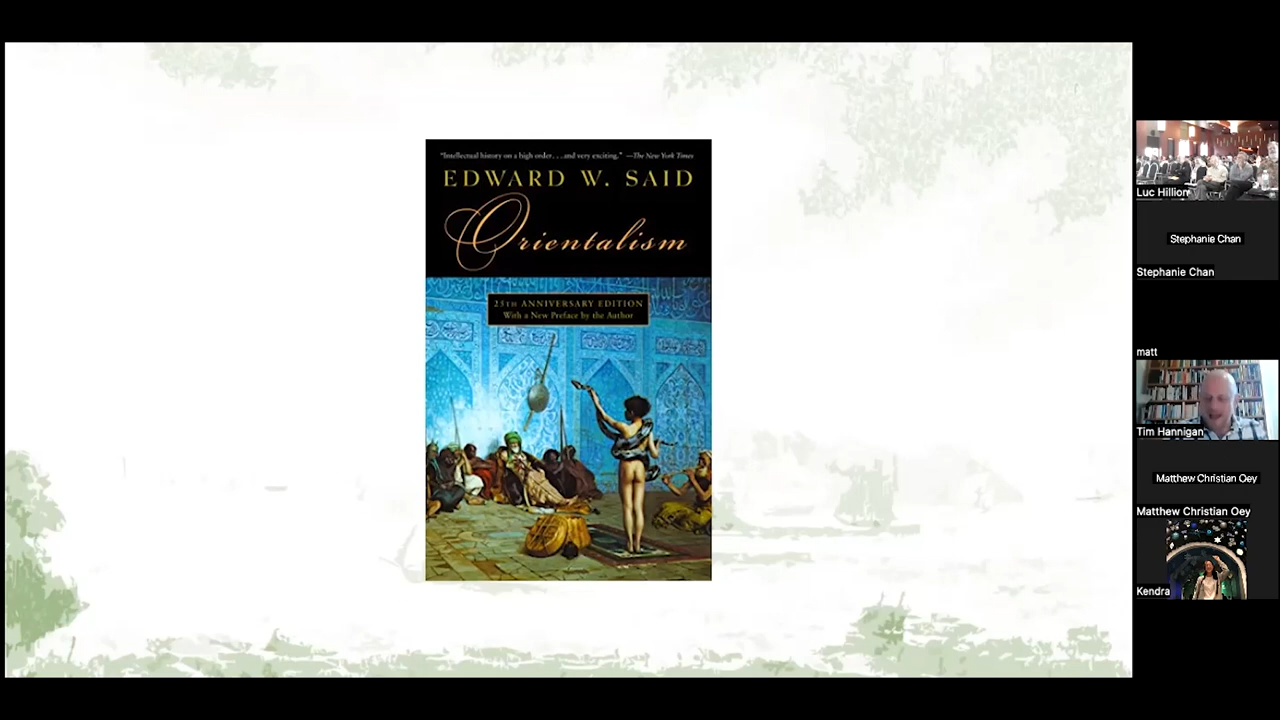 "Intellectual history on a high order . . . and very exciting." —The New York Times
EDWARD W. SAID
Orientalism
25TH ANNIVERSARY EDITION
With a New Preface by the Author
Luc Hillion
Stephanie Chan
Stephanie Chan
matt
Tim Hannigan
Matthew Christian Oey
Matthew Christian Oey
Kendra